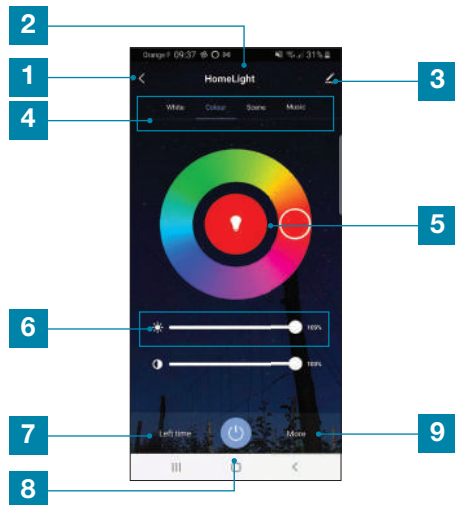 2
Orange F 09:37 31%
1 HomeLight 3
4 White Colour Scene Music
5
6 100%
100%
7 Left time More 9
8